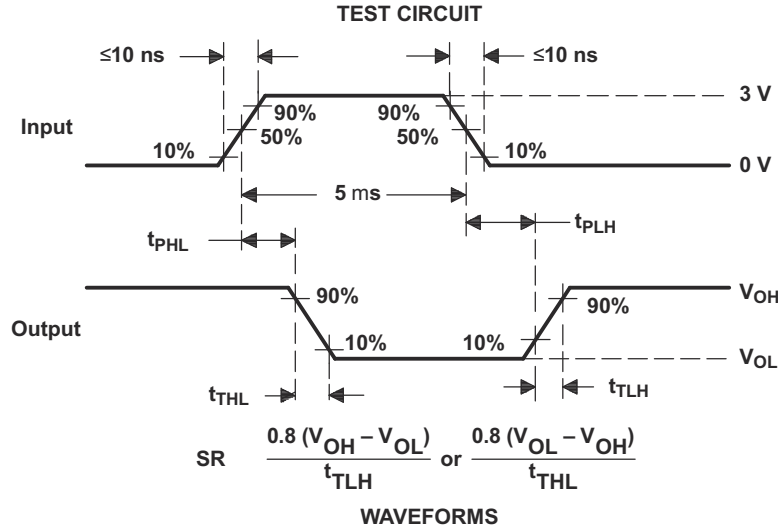 TEST CIRCUIT
≤10 ns
≤10 ns
3 V
90%
90%
Input
50%
50%
10%
10%
0 V
5 ms
tPHL
tPLH
VOH
90%
90%
Output
10%
10%
VOL
tTHL
tTLH
SR 0.8 (VOH – VOL) / tTLH or 0.8 (VOL – VOH) / tTHL
WAVEFORMS